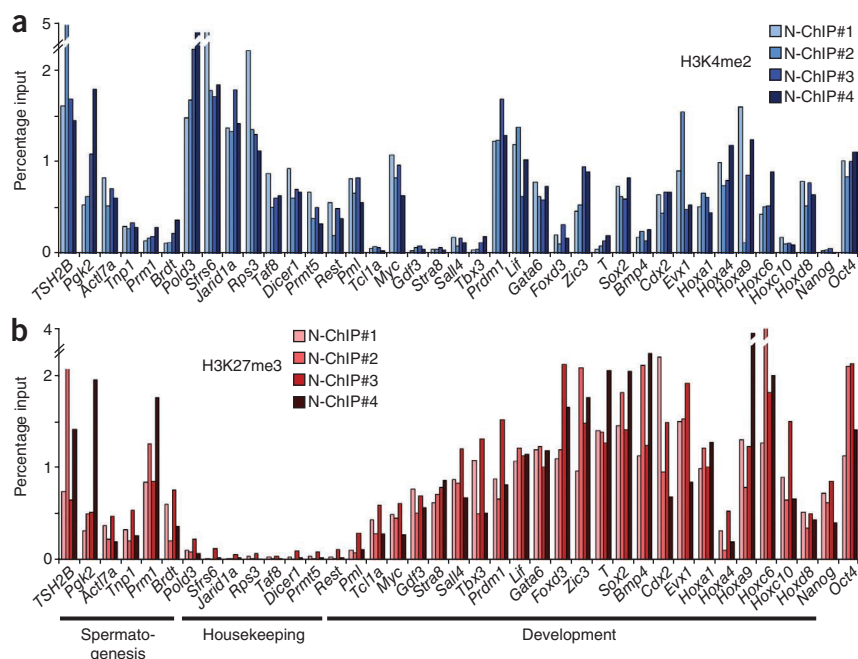 a
5
2
1
0
Percentage input
H3K4me2
N-ChIP#1
N-ChIP#2
N-ChIP#3
N-ChIP#4
TSH2B
Pgk2
Actl7a
Tnp1
Prm1
Brdt
Pold3
Srfs6
Jarid1a
Rps3
Taf8
Dicer1
Prmt5
Rest
Pml
Tcl1a
Myc
Gdf3
Stra8
Sall4
Tbx3
Prdm1
Lif
Gata6
Foxd3
Zic3
T
Sox2
Bmp4
Cdx2
Evx1
Hoxa1
Hoxa4
Hoxa9
Hoxc6
Hoxc10
Hoxd8
Nanog
Oct4
b
4
2
1
0
Percentage input
H3K27me3
N-ChIP#1
N-ChIP#2
N-ChIP#3
N-ChIP#4
TSH2B
Pgk2
Actl7a
Tnp1
Prm1
Brdt
Pold3
Srfs6
Jarid1a
Rps3
Taf8
Dicer1
Prmt5
Rest
Pml
Tcl1a
Myc
Gdf3
Stra8
Sall4
Tbx3
Prdm1
Lif
Gata6
Foxd3
Zic3
T
Sox2
Bmp4
Cdx2
Evx1
Hoxa1
Hoxa4
Hoxa9
Hoxc6
Hoxc10
Hoxd8
Nanog
Oct4
Spermato-
genesis
Housekeeping
Development